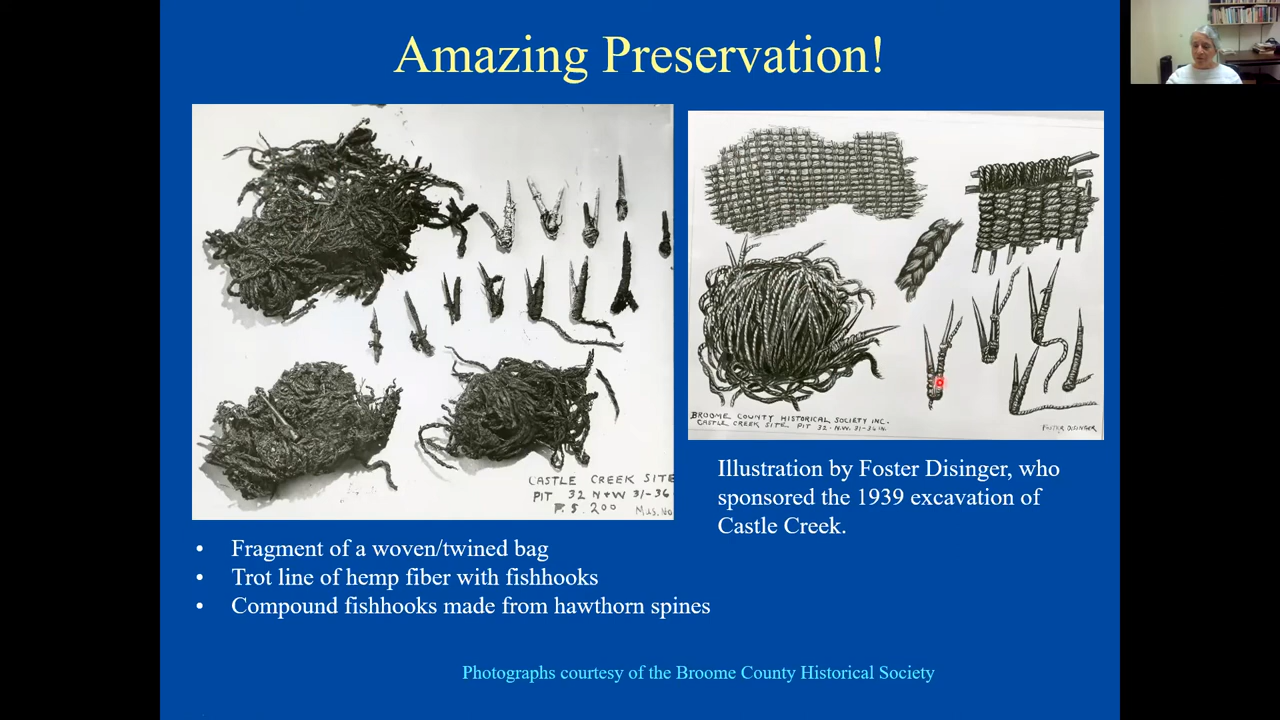 Amazing Preservation!
CASTLE CREEK SITE
PIT 32 N+W 31-36
P.S. 200 MUS. No
BROOME COUNTY HISTORICAL SOCIETY INC.
CASTLE CREEK SITE. PIT 32 - N.W. 31-36 IN.
FOSTER DISINGER
Illustration by Foster Disinger, who
sponsored the 1939 excavation of
Castle Creek.
• Fragment of a woven/twined bag
• Trot line of hemp fiber with fishhooks
• Compound fishhooks made from hawthorn spines
Photographs courtesy of the Broome County Historical Society